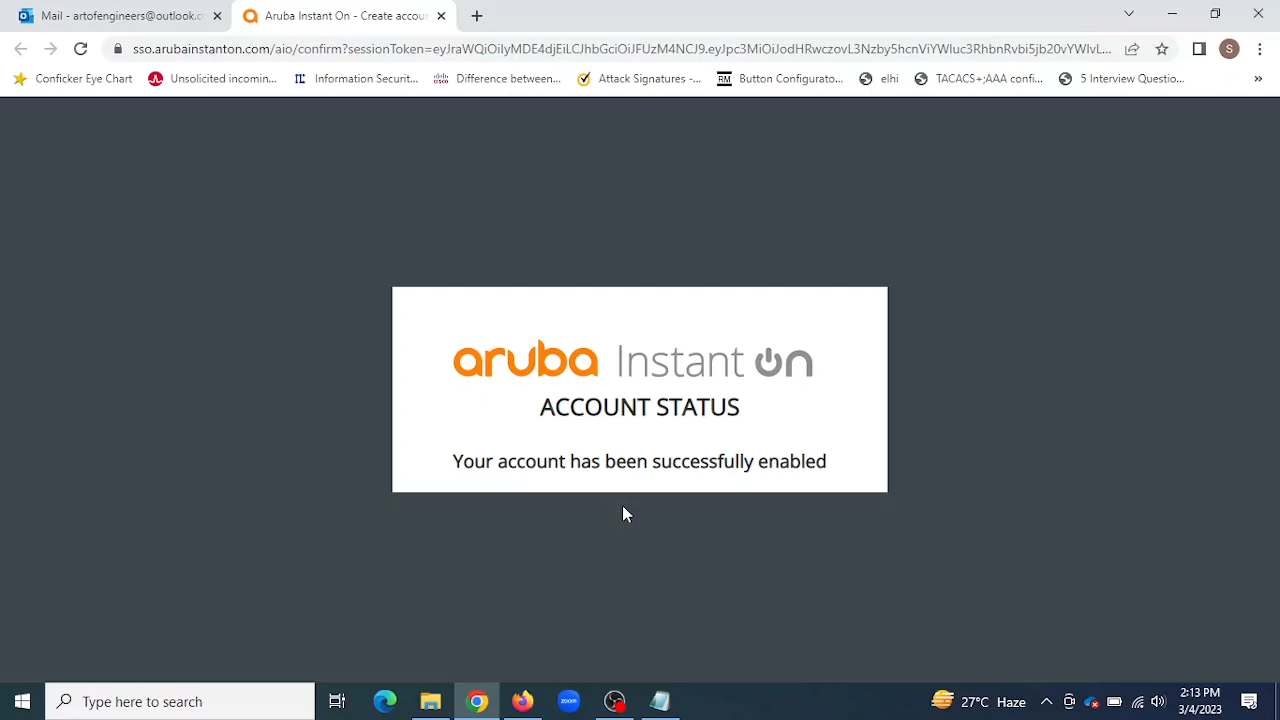 Mail - artofengineers@outlook.c
Aruba Instant On - Create accou
sso.arubainstanton.com/aio/confirm?sessionToken=eyJraWQiOiIyMDE4djEiLCJhbGciOiJFUzM4NCJ9.eyJpc3MiOiJodHRwczovL3Nzby5hcnViYWluc3RhbnRvbi5jb20vYWlvL...
S
Conficker Eye Chart
Unsolicited incomin...
Information Securit...
Difference between...
Attack Signatures -...
RM Button Configurato...
elhi
TACACS+;AAA confi...
5 Interview Questio...
»
aruba Instant On
ACCOUNT STATUS
Your account has been successfully enabled
Type here to search
zoom
27°C Haze
2:13 PM
3/4/2023